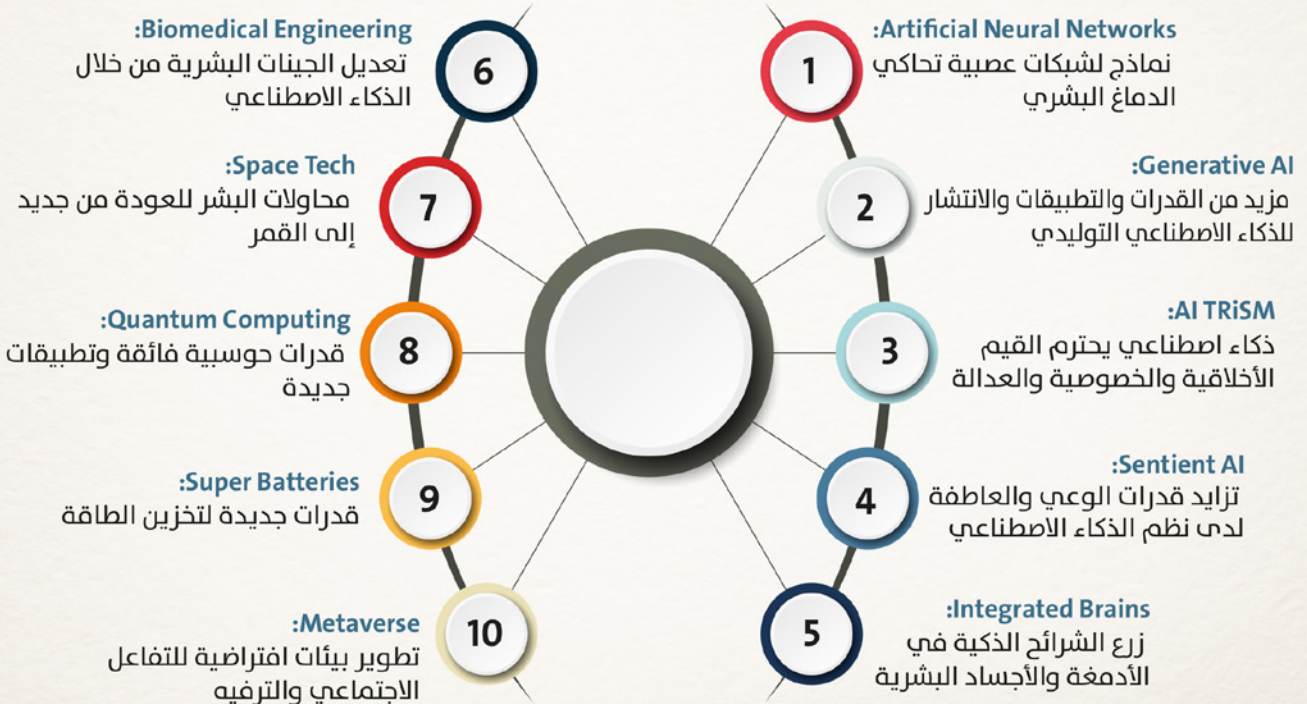 1
Artificial Neural Networks:
نماذج لشبكات عصبية تحاكي
الدماغ البشري
2
Generative AI:
مزيد من القدرات والتطبيقات والانتشار
للذكاء الاصطناعي التوليدي
3
AI TRiSM:
ذكاء اصطناعي يحترم القيم
الأخلاقية والخصوصية والعدالة
4
Sentient AI:
تزايد قدرات الوعي والعاطفة
لدى نظم الذكاء الاصطناعي
5
Integrated Brains:
زرع الشرائح الذكية في
الأدمغة والأجساد البشرية
6
Biomedical Engineering:
تعديل الجينات البشرية من خلال
الذكاء الاصطناعي
7
Space Tech:
محاولات البشر للعودة من جديد
إلى القمر
8
Quantum Computing:
قدرات حوسبية فائقة وتطبيقات
جديدة
9
Super Batteries:
قدرات جديدة لتخزين الطاقة
10
Metaverse:
تطوير بيئات افتراضية للتفاعل
الاجتماعي والترفيه